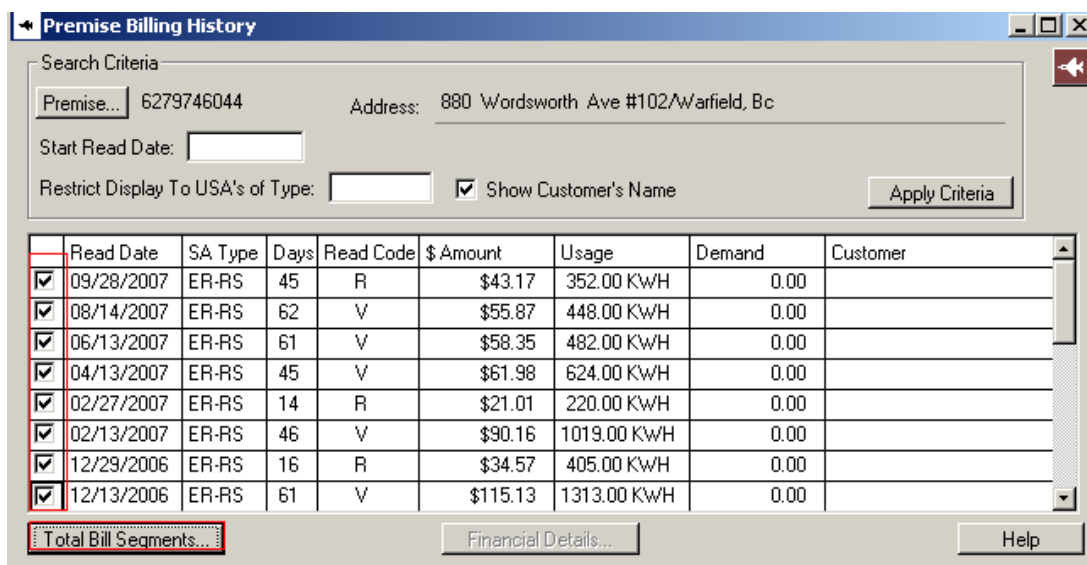 Premise Billing History
Search Criteria
Premise... 6279746044 Address: 880 Wordsworth Ave #102/Warfield, Bc
Start Read Date:
Restrict Display To USA's of Type: Show Customer's Name Apply Criteria
Read Date SA Type Days Read Code $ Amount Usage Demand Customer
09/28/2007 ER-RS 45 R $43.17 352.00 KWH 0.00
08/14/2007 ER-RS 62 V $55.87 448.00 KWH 0.00
06/13/2007 ER-RS 61 V $58.35 482.00 KWH 0.00
04/13/2007 ER-RS 45 V $61.98 624.00 KWH 0.00
02/27/2007 ER-RS 14 R $21.01 220.00 KWH 0.00
02/13/2007 ER-RS 46 V $90.16 1019.00 KWH 0.00
12/29/2006 ER-RS 16 R $34.57 405.00 KWH 0.00
12/13/2006 ER-RS 61 V $115.13 1313.00 KWH 0.00
Total Bill Segments... Financial Details... Help